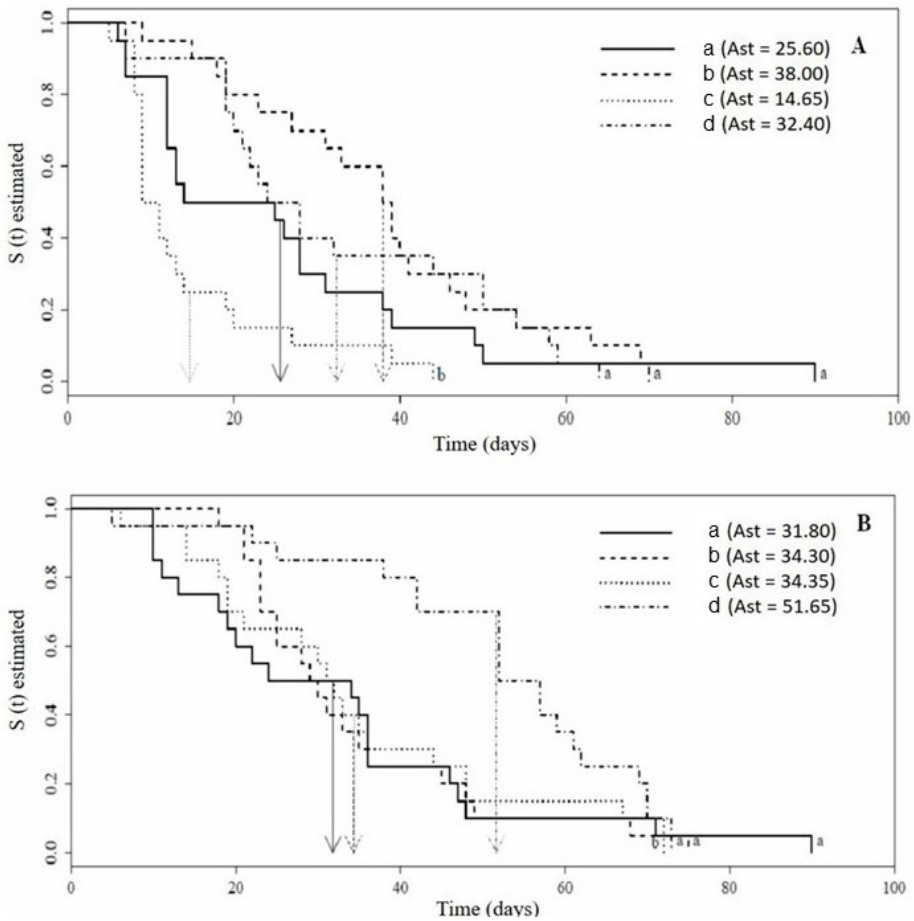 A
a (Ast = 25.60)
b (Ast = 38.00)
c (Ast = 14.65)
d (Ast = 32.40)
S (t) estimated
1.0
0.8
0.6
0.4
0.2
0.0
b
a
a
a
0 20 40 60 80 100
Time (days)
B
a (Ast = 31.80)
b (Ast = 34.30)
c (Ast = 34.35)
d (Ast = 51.65)
S (t) estimated
1.0
0.8
0.6
0.4
0.2
0.0
b a a a
0 20 40 60 80 100
Time (days)